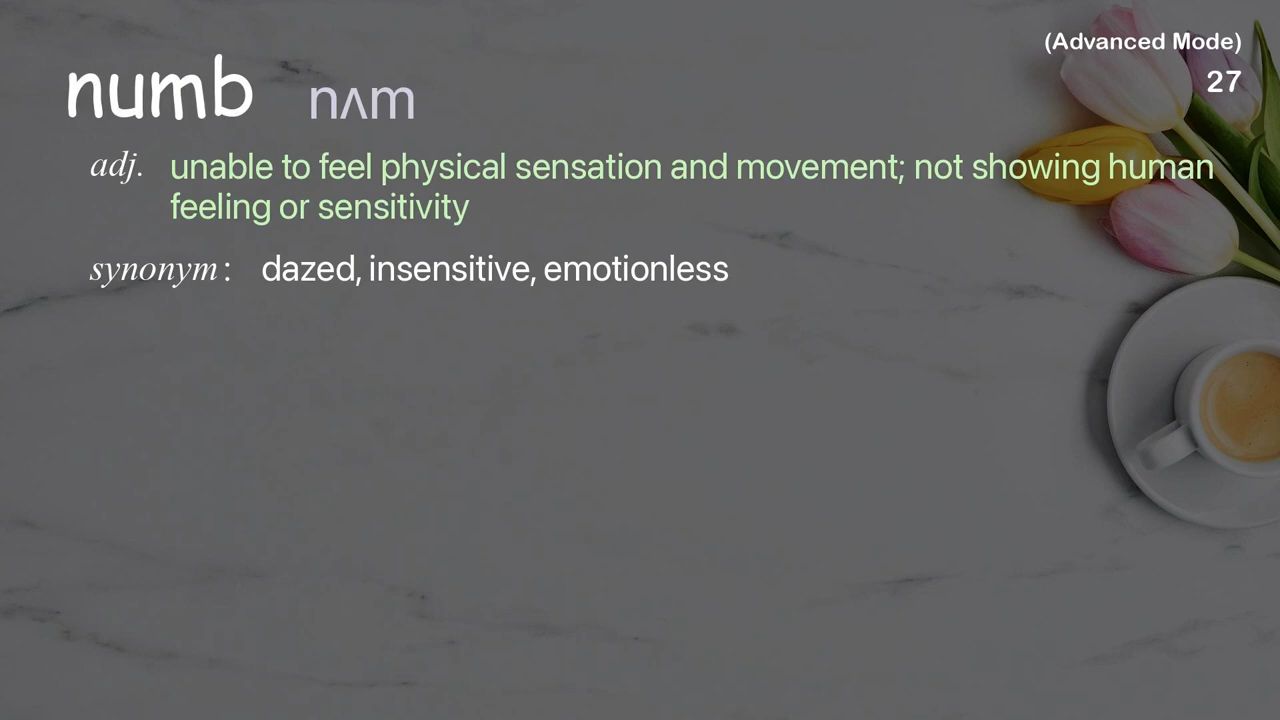 (Advanced Mode)
27
numb nʌm
adj. unable to feel physical sensation and movement; not showing human
feeling or sensitivity
synonym: dazed, insensitive, emotionless